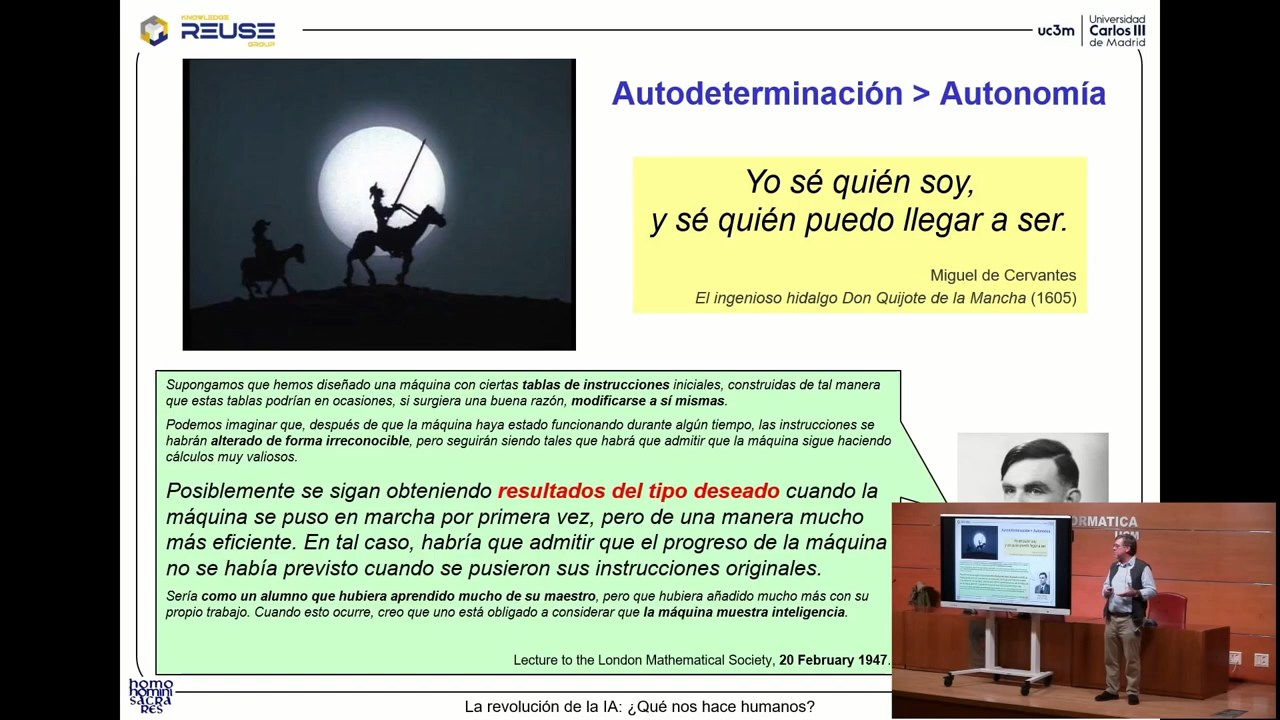 KNOWLEDGE
REUSE
GROUP
uc3m
Universidad
Carlos III
de Madrid
Autodeterminación > Autonomía
Yo sé quién soy,
y sé quién puedo llegar a ser.
Miguel de Cervantes
El ingenioso hidalgo Don Quijote de la Mancha (1605)
Supongamos que hemos diseñado una máquina con ciertas tablas de instrucciones iniciales, construidas de tal manera
que estas tablas podrían en ocasiones, si surgiera una buena razón, modificarse a sí mismas.
Podemos imaginar que, después de que la máquina haya estado funcionando durante algún tiempo, las instrucciones se
habrán alterado de forma irreconocible, pero seguirán siendo tales que habrá que admitir que la máquina sigue haciendo
cálculos muy valiosos.
Posiblemente se sigan obteniendo resultados del tipo deseado cuando la
máquina se puso en marcha por primera vez, pero de una manera mucho
más eficiente. En tal caso, habría que admitir que el progreso de la máquina
no se había previsto cuando se pusieron sus instrucciones originales.
Sería como un alumno que hubiera aprendido mucho de su maestro, pero que hubiera añadido mucho más con su
propio trabajo. Cuando esto ocurre, creo que uno está obligado a considerar que la máquina muestra inteligencia.
Lecture to the London Mathematical Society, 20 February 1947.
ORMATICA
UCM
homo
homini
sacra
res
La revolución de la IA: ¿Qué nos hace humanos?